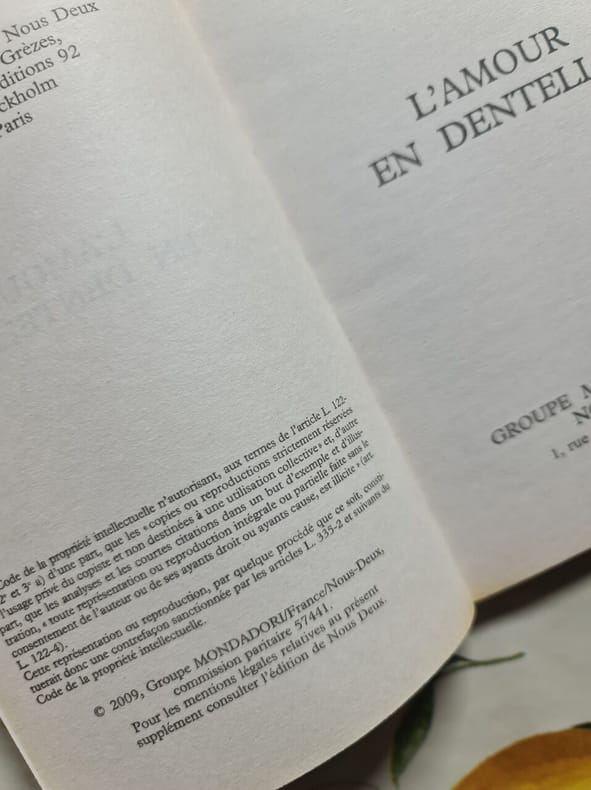 Nous Deux
Grèzes,
ditions 92
ckholm
Paris
Code de la propriété intellectuelle n'autorisant, aux termes de l'article L. 122-
2º et 3º a) d'une part, que les « copies ou reproductions strictement réservées
l'usage privé du copiste et non destinées à une utilisation collective » et, d'autre
part, que les analyses et les courtes citations dans un but d'exemple et d'illus-
tration, « toute représentation ou reproduction intégrale ou partielle faite sans le
consentement de l'auteur ou de ses ayants droit ou ayants cause, est illicite » (art.
L. 122-4).
Cette représentation ou reproduction, par quelque procédé que ce soit, consti-
tuerait donc une contrefaçon sanctionnée par les articles L. 335-2 et suivants du
Code de la propriété intellectuelle.
© 2009, Groupe MONDADORI/France/Nous-Deux,
commission paritaire 57441.
Pour les mentions légales relatives au présent
supplément consulter l'édition de Nous Deux.
L'AMOUR
EN DENTELL
GROUPE M
N
1, rue